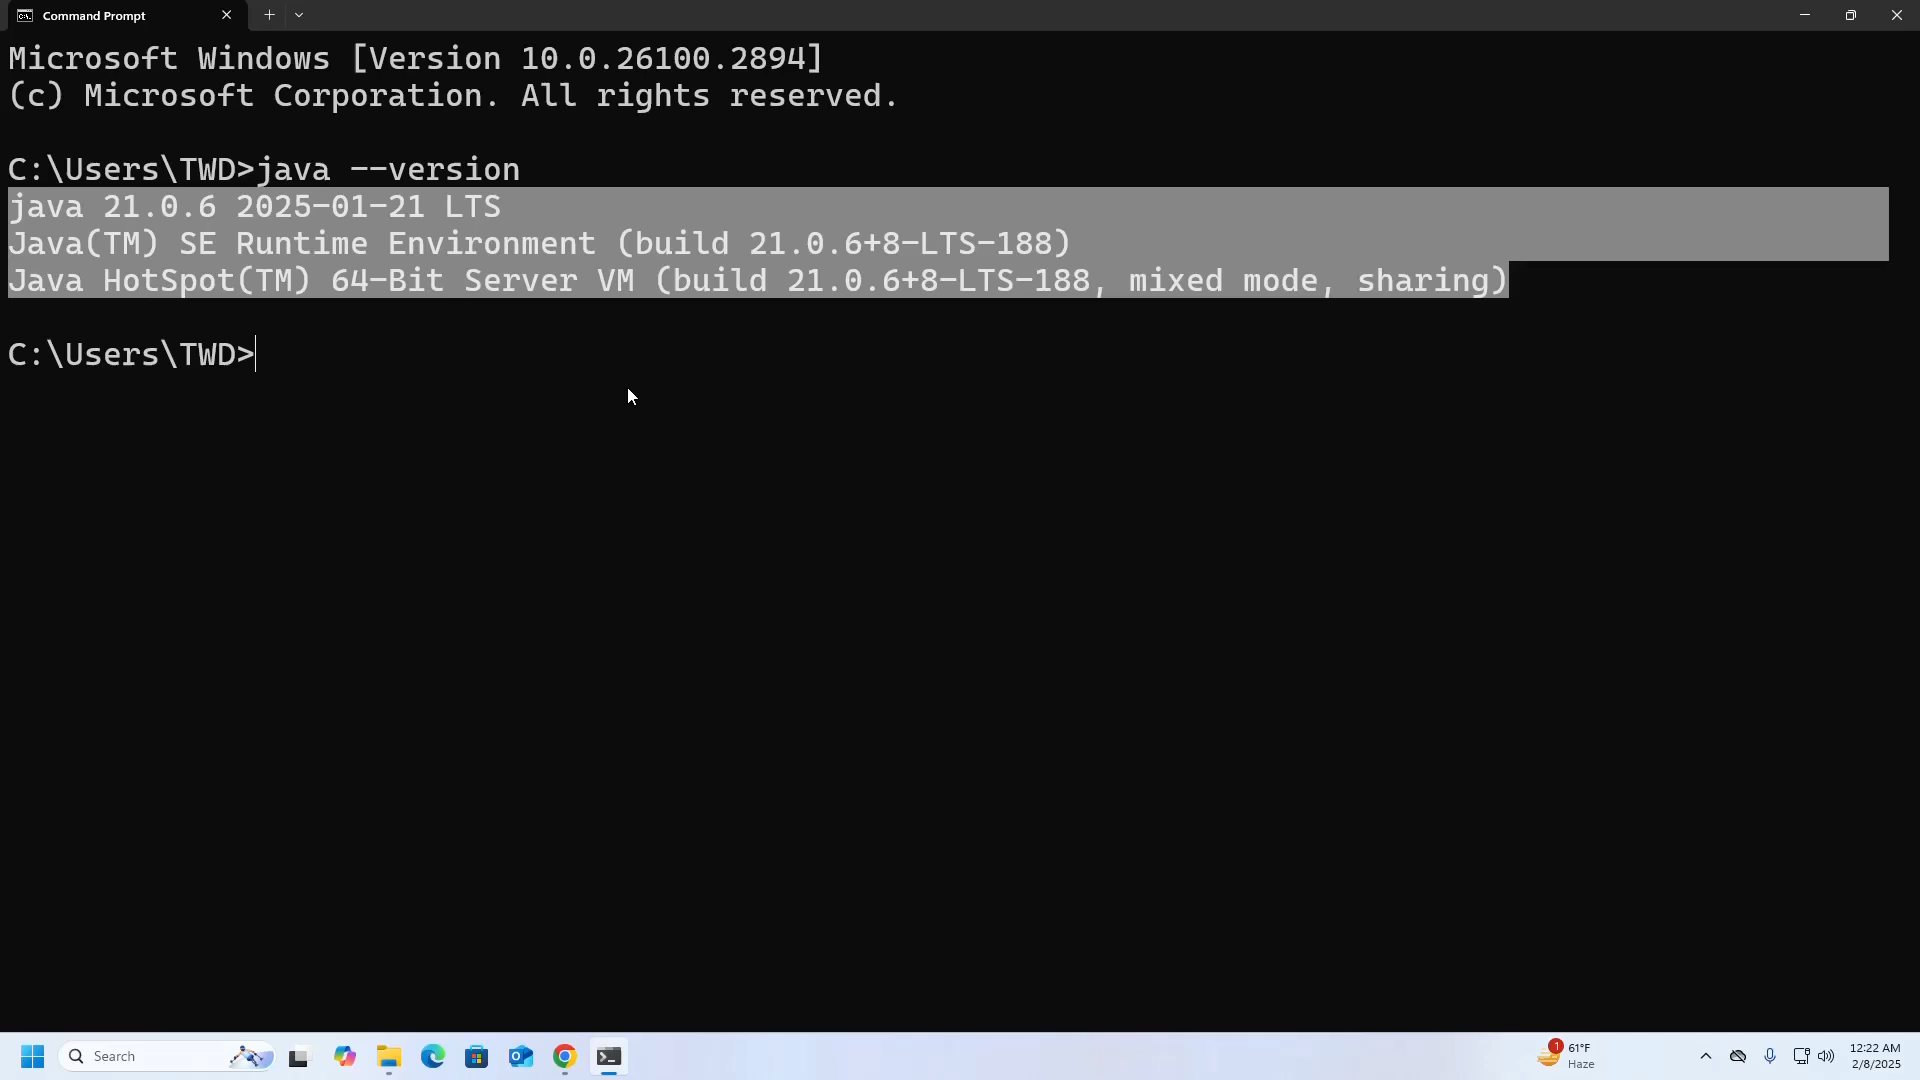 Command Prompt
Microsoft Windows [Version 10.0.26100.2894]
(c) Microsoft Corporation. All rights reserved.
C:\Users\TWD>java --version
java 21.0.6 2025-01-21 LTS
Java(TM) SE Runtime Environment (build 21.0.6+8-LTS-188)
Java HotSpot(TM) 64-Bit Server VM (build 21.0.6+8-LTS-188, mixed mode, sharing)
C:\Users\TWD>
Search
1
61°F
Haze
12:22 AM
2/8/2025